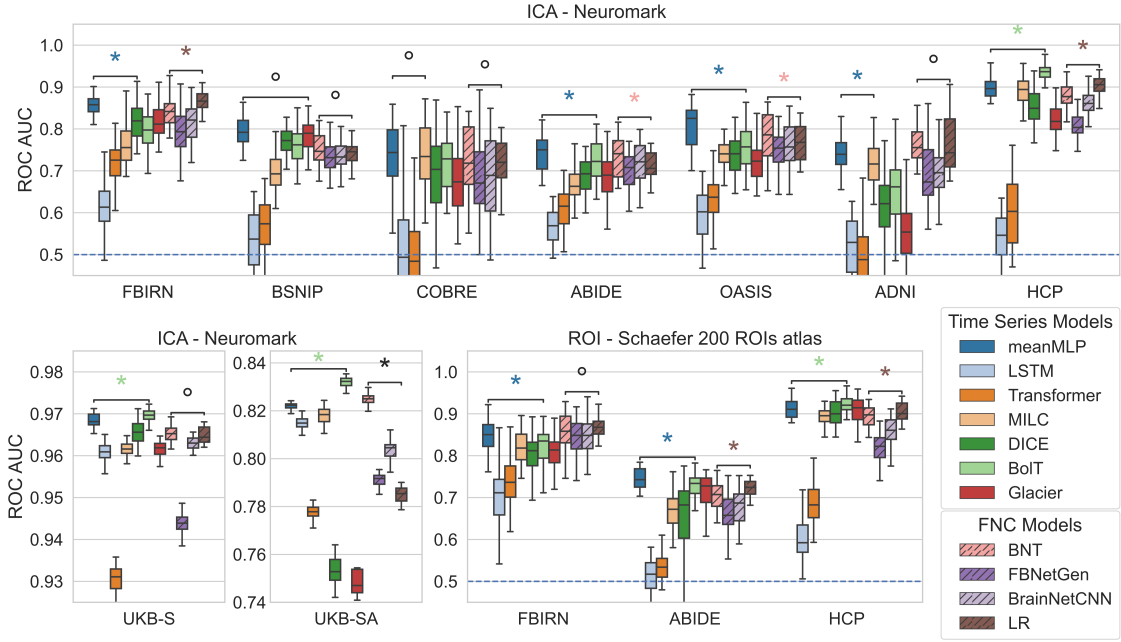 ICA - Neuromark
1.0
0.9
0.8
0.7
0.6
0.5
ROC AUC
FBIRN BSNIP COBRE ABIDE OASIS ADNI HCP
ICA - Neuromark
0.98
0.97
0.96
0.95
0.94
0.93
ROC AUC
UKB-S
0.84
0.82
0.80
0.78
0.76
0.74
UKB-SA
ROI - Schaefer 200 ROIs atlas
1.0
0.9
0.8
0.7
0.6
0.5
FBIRN ABIDE HCP
Time Series Models
meanMLP
LSTM
Transformer
MILC
DICE
BolT
Glacier
FNC Models
BNT
FBNetGen
BrainNetCNN
LR